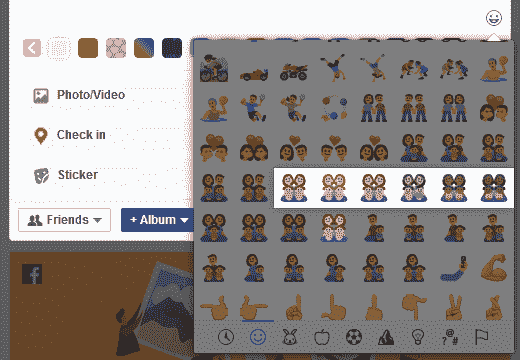 Photo/Video
Check in
Sticker
Friends
+ Album